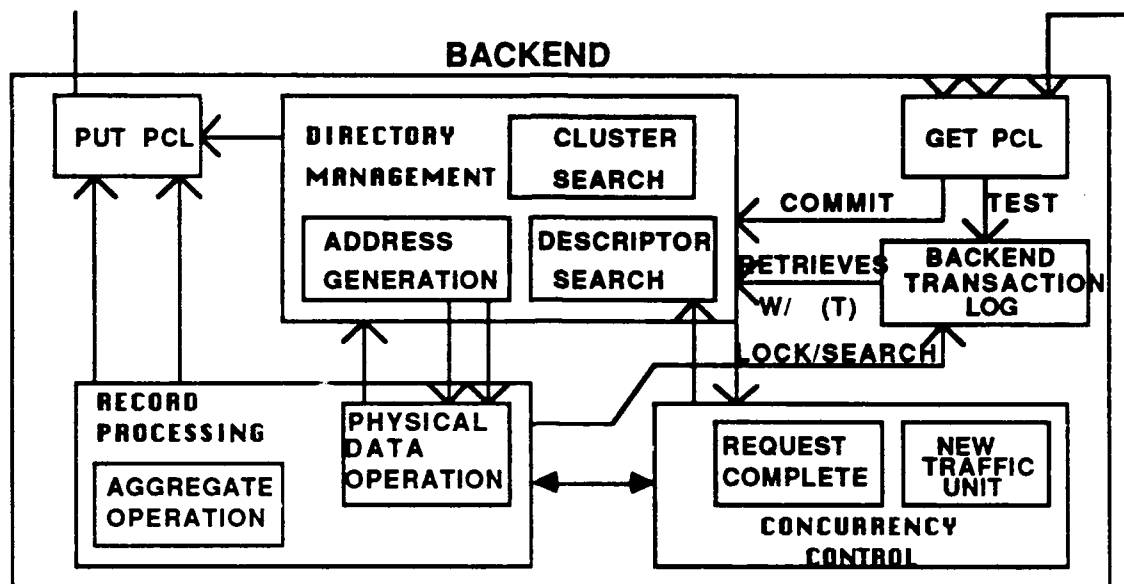 BACKEND
PUT PCL
DIRECTORY
MANAGEMENT
CLUSTER
SEARCH
ADDRESS
GENERATION
DESCRIPTOR
SEARCH
GET PCL
COMMIT
TEST
BACKEND
TRANSACTION
LOG
RETRIEVES
W/ (T)
LOCK/SEARCH
RECORD
PROCESSING
PHYSICAL
DATA
OPERATION
AGGREGATE
OPERATION
REQUEST
COMPLETE
NEW
TRAFFIC
UNIT
CONCURRENCY
CONTROL